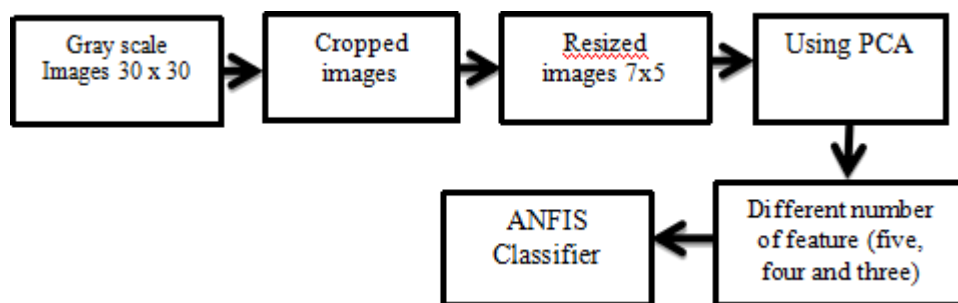 Gray scale
Images 30 x 30
Cropped
images
Resized
images 7x5
Using PCA
Different number
of feature (five,
four and three)
ANFIS
Classifier